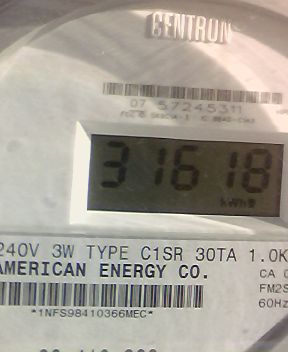 CENTRON
07 57245311
31618
kWh
240V 3W TYPE C1SR 30TA 1.0K
AMERICAN ENERGY CO.
CA
FM2S
60Hz
*1NFS98410366MEC*